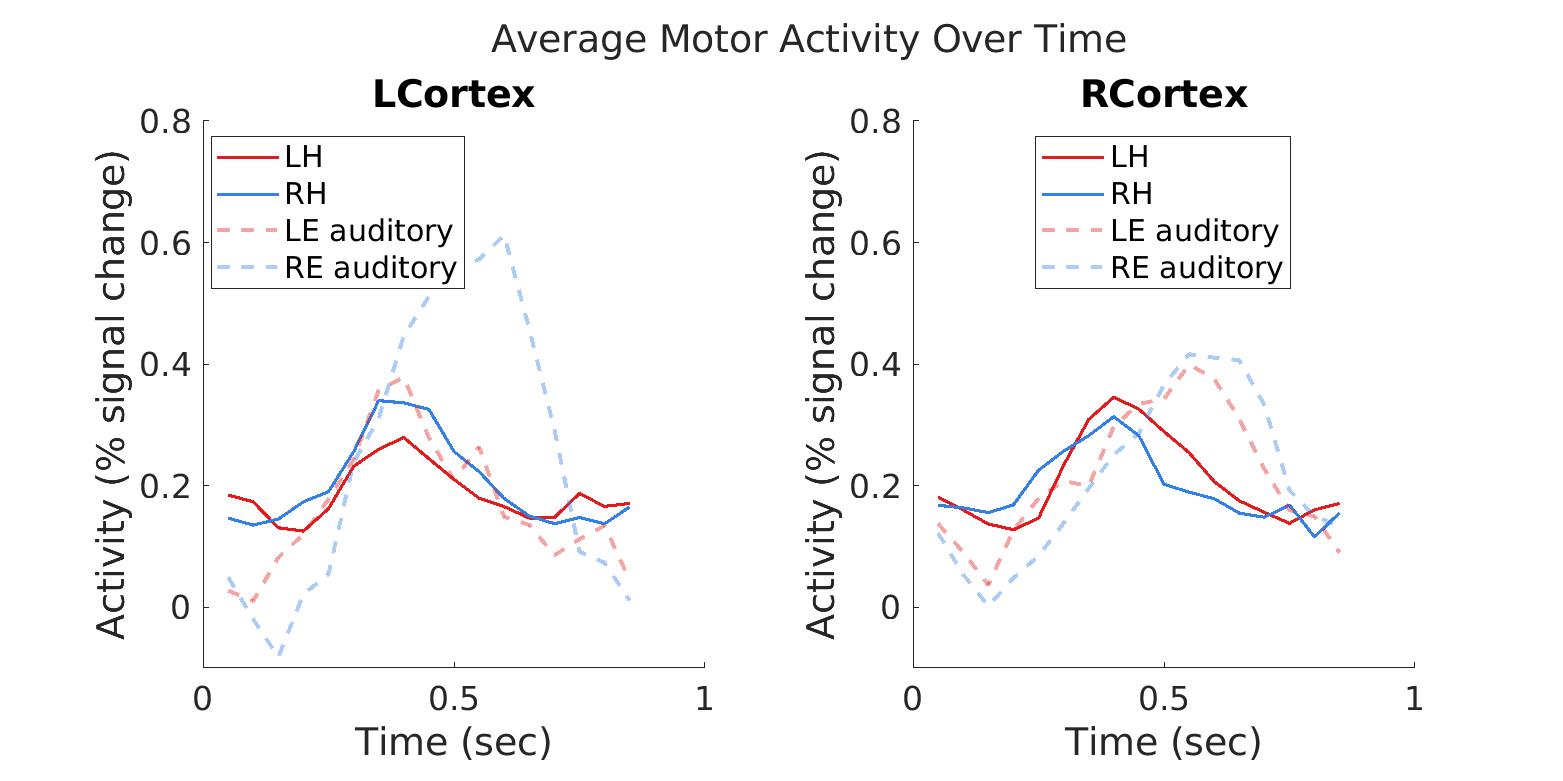 Average Motor Activity Over Time
LCortex
0.8
0.6
0.4
0.2
0
Activity (% signal change)
LH
RH
LE auditory
RE auditory
0
0.5
1
Time (sec)
RCortex
0.8
0.6
0.4
0.2
0
Activity (% signal change)
LH
RH
LE auditory
RE auditory
0
0.5
1
Time (sec)